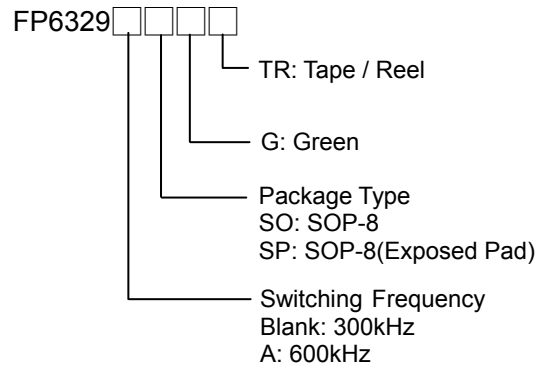 FP6329
TR: Tape / Reel
G: Green
Package Type
SO: SOP-8
SP: SOP-8(Exposed Pad)
Switching Frequency
Blank: 300kHz
A: 600kHz